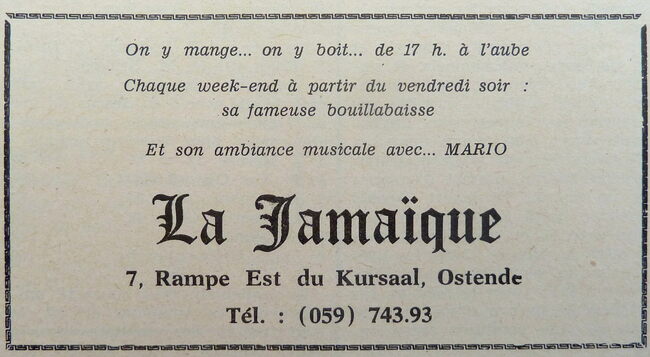 On y mange... on y boit... de 17 h. à l'aube
Chaque week-end à partir du vendredi soir :
sa fameuse bouillabaisse
Et son ambiance musicale avec... MARIO
La Jamaïque
7, Rampe Est du Kursaal, Ostende
Tél. : (059) 743.93